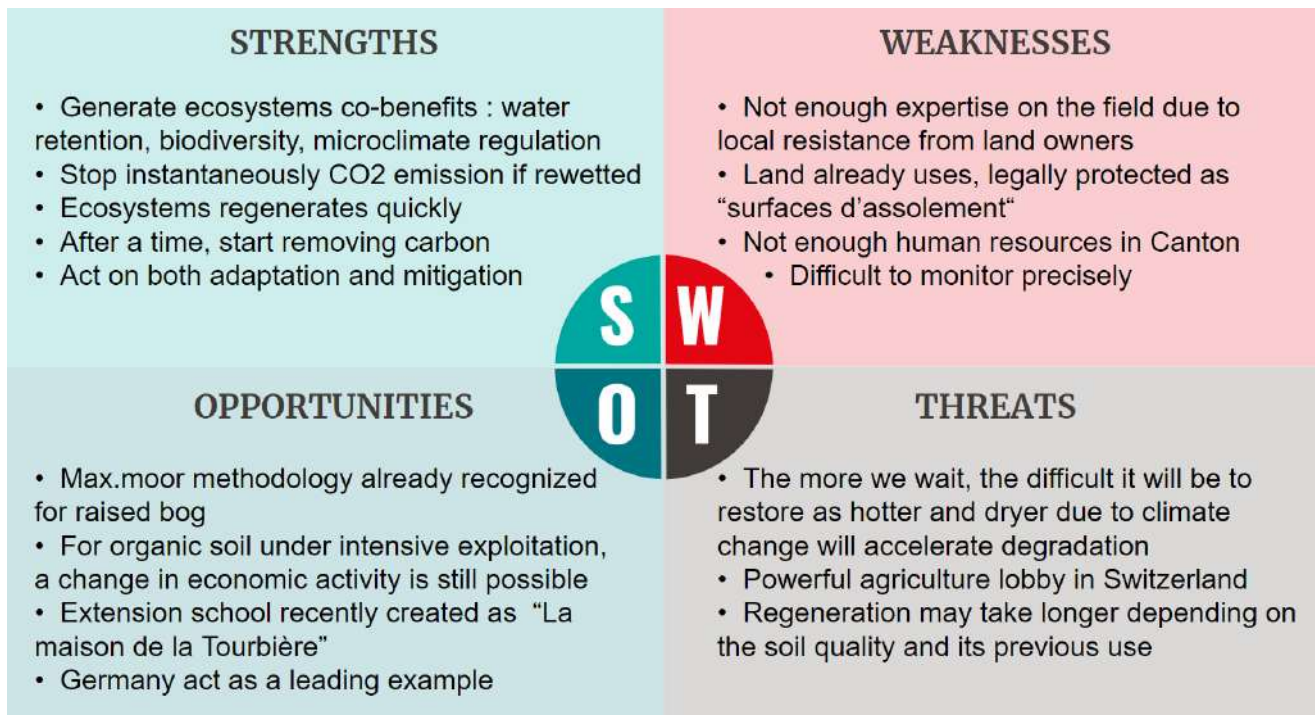 STRENGTHS
• Generate ecosystems co-benefits : water
retention, biodiversity, microclimate regulation
• Stop instantaneously CO2 emission if rewetted
• Ecosystems regenerates quickly
• After a time, start removing carbon
• Act on both adaptation and mitigation
WEAKNESSES
• Not enough expertise on the field due to
local resistance from land owners
• Land already uses, legally protected as
“surfaces d’assolement“
• Not enough human resources in Canton
• Difficult to monitor precisely
S W
O T
OPPORTUNITIES
• Max.moor methodology already recognized
for raised bog
• For organic soil under intensive exploitation,
a change in economic activity is still possible
• Extension school recently created as “La
maison de la Tourbière”
• Germany act as a leading example
THREATS
• The more we wait, the difficult it will be to
restore as hotter and dryer due to climate
change will accelerate degradation
• Powerful agriculture lobby in Switzerland
• Regeneration may take longer depending on
the soil quality and its previous use